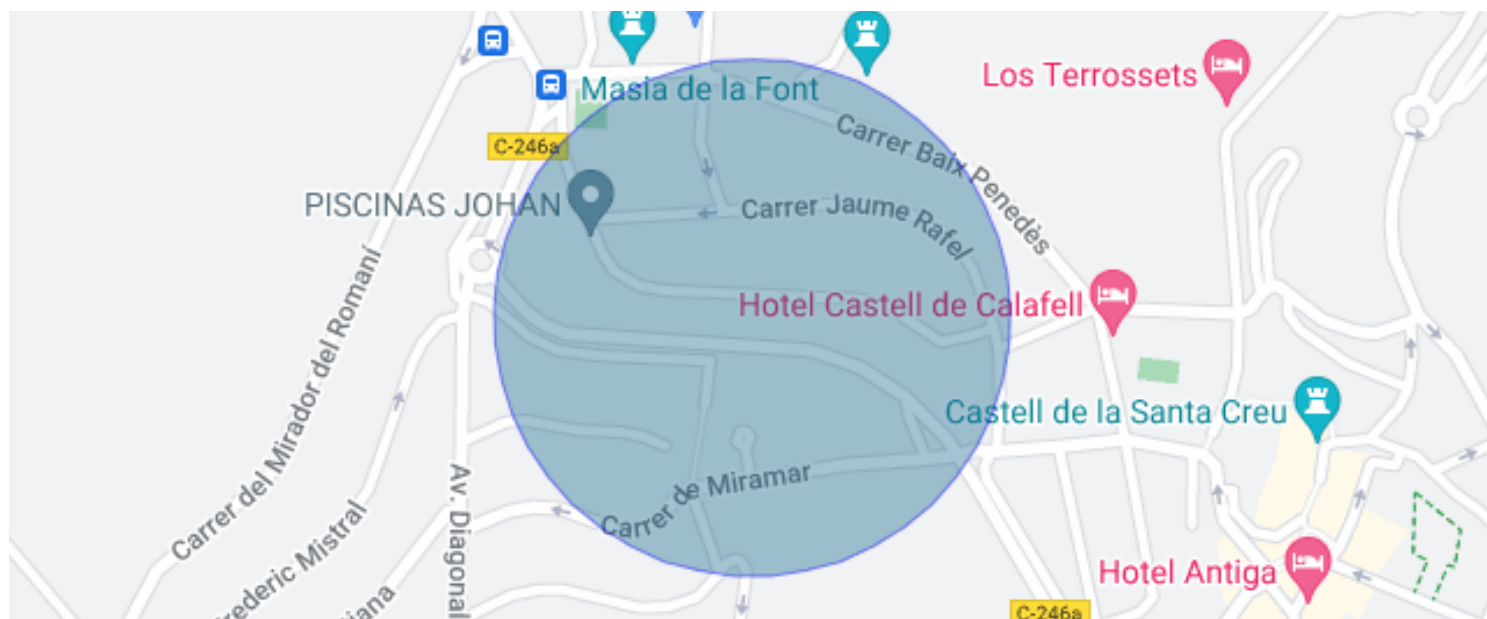 Masia de la Font
Los Terrossets
C-246a
Carrer Baix Penedès
PISCINAS JOHAN
Carrer Jaume Rafel
Carrer del Mirador del Romaní
Hotel Castell de Calafell
Castell de la Santa Creu
Av. Diagonal
Carrer de Miramar
rederic Mistral
iana
Hotel Antiga
C-246a